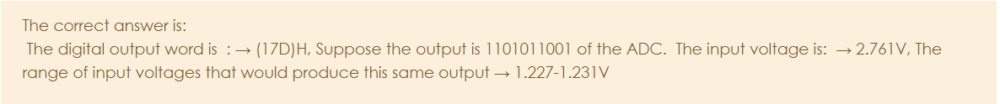 The correct answer is:
The digital output word is : → (17D)H, Suppose the output is 1101011001 of the ADC. The input voltage is: → 2.761V, The
range of input voltages that would produce this same output → 1.227-1.231V